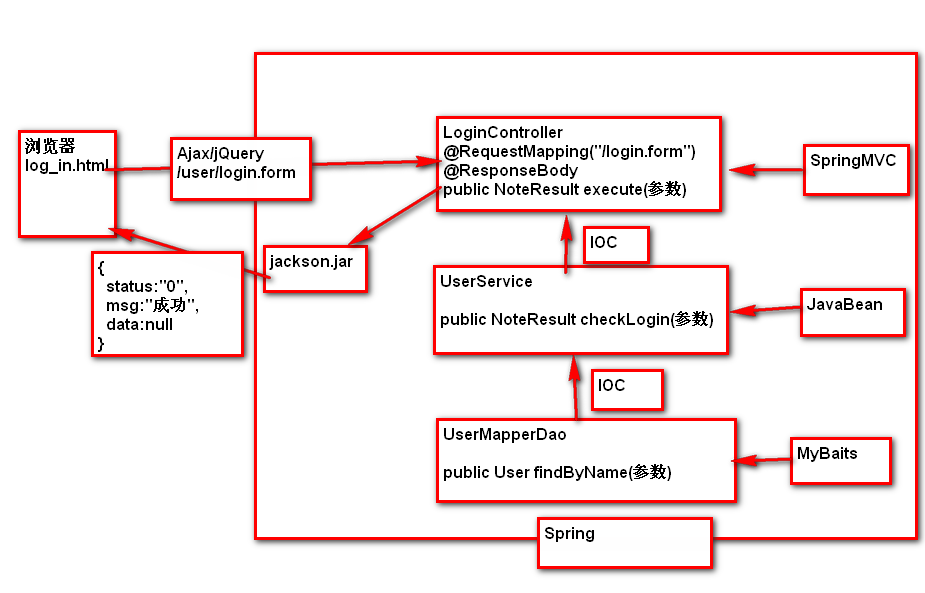 浏览器
log_in.html
Ajax/jQuery
/user/login.form
LoginController
@RequestMapping("/login.form")
@ResponseBody
public NoteResult execute(参数)
SpringMVC
{
status:"0",
msg:"成功",
data:null
}
jackson.jar
IOC
UserService
public NoteResult checkLogin(参数)
JavaBean
IOC
UserMapperDao
public User findByName(参数)
MyBaits
Spring